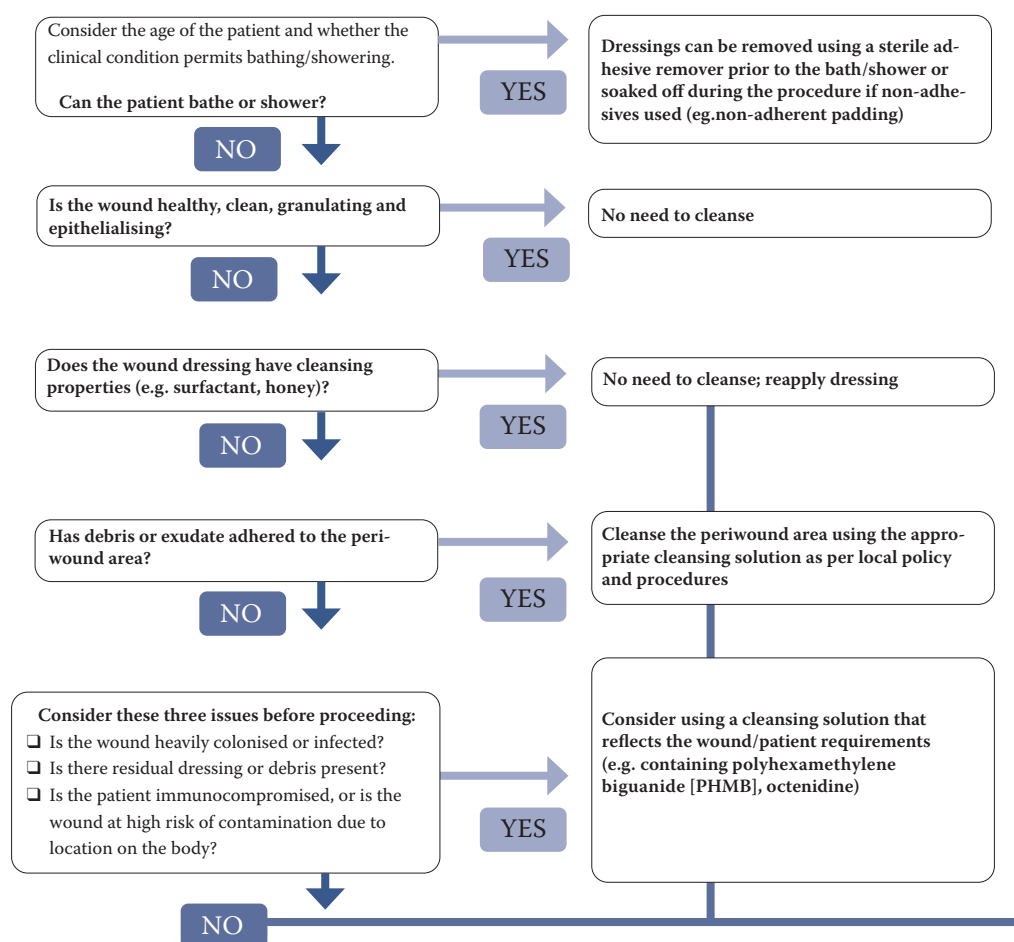 Consider the age of the patient and whether the
clinical condition permits bathing/showering.
Can the patient bathe or shower?
YES
Dressings can be removed using a sterile ad-
hesive remover prior to the bath/shower or
soaked off during the procedure if non-adhe-
sives used (eg.non-adherent padding)
NO
Is the wound healthy, clean, granulating and
epithelialising?
YES
No need to cleanse
NO
Does the wound dressing have cleansing
properties (e.g. surfactant, honey)?
YES
No need to cleanse; reapply dressing
NO
Has debris or exudate adhered to the peri-
wound area?
YES
Cleanse the periwound area using the appro-
priate cleansing solution as per local policy
and procedures
NO
Consider these three issues before proceeding:
❑ Is the wound heavily colonised or infected?
❑ Is there residual dressing or debris present?
❑ Is the patient immunocompromised, or is the
wound at high risk of contamination due to
location on the body?
YES
Consider using a cleansing solution that
reflects the wound/patient requirements
(e.g. containing polyhexamethylene
biguanide [PHMB], octenidine)
NO